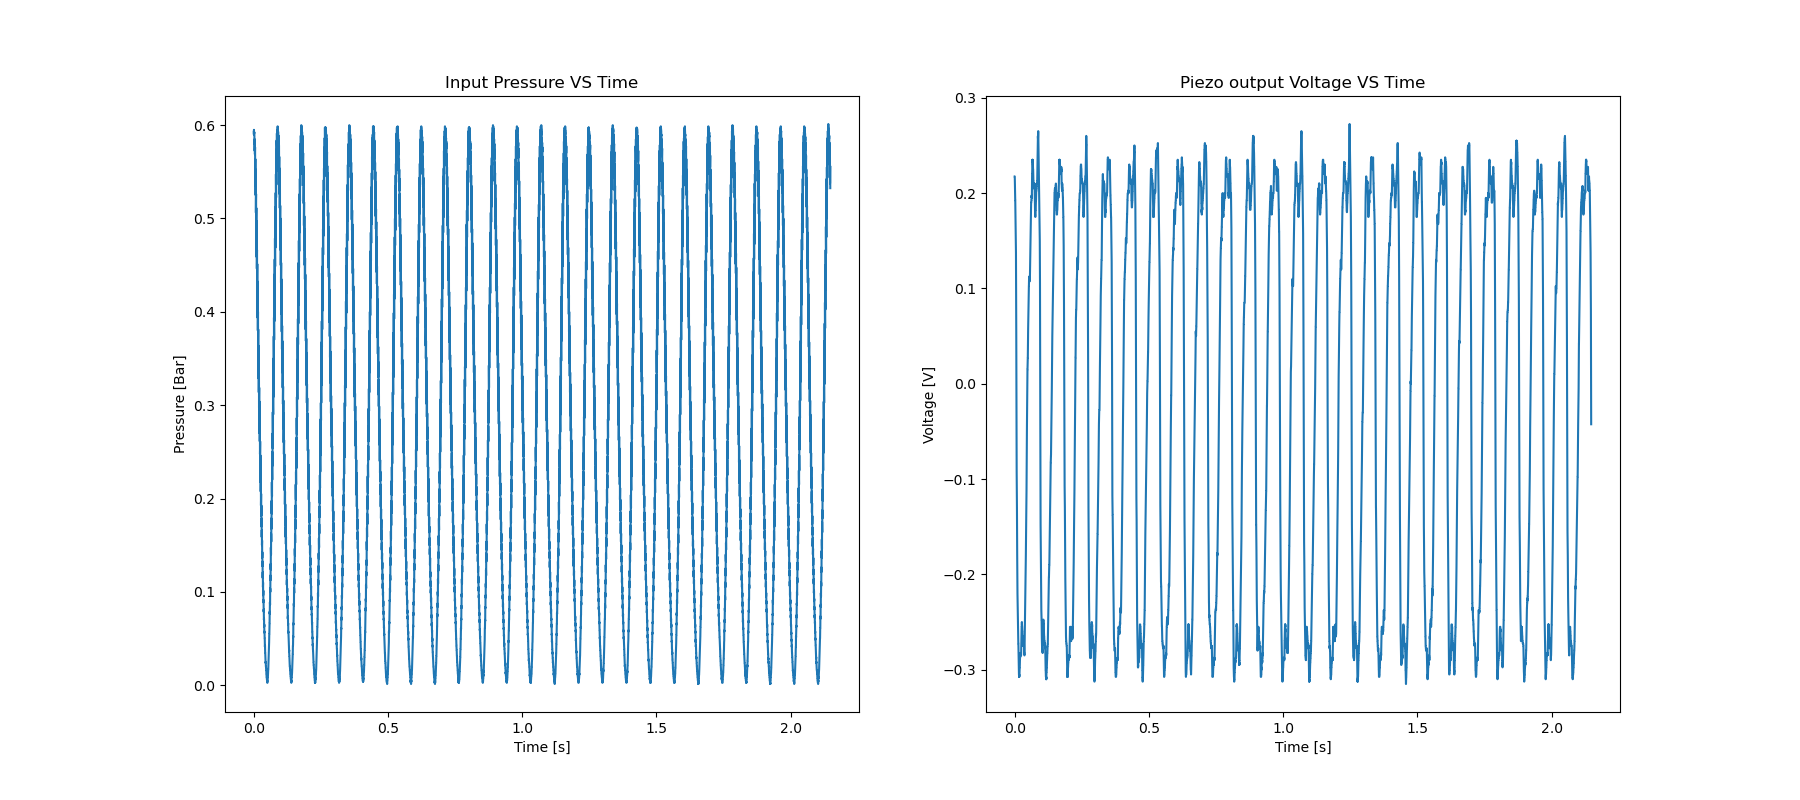 Input Pressure VS Time
Pressure [Bar]
0.6
0.5
0.4
0.3
0.2
0.1
0.0
0.0 0.5 1.0 1.5 2.0
Time [s]
Piezo output Voltage VS Time
Voltage [V]
0.3
0.2
0.1
0.0
−0.1
−0.2
−0.3
0.0 0.5 1.0 1.5 2.0
Time [s]